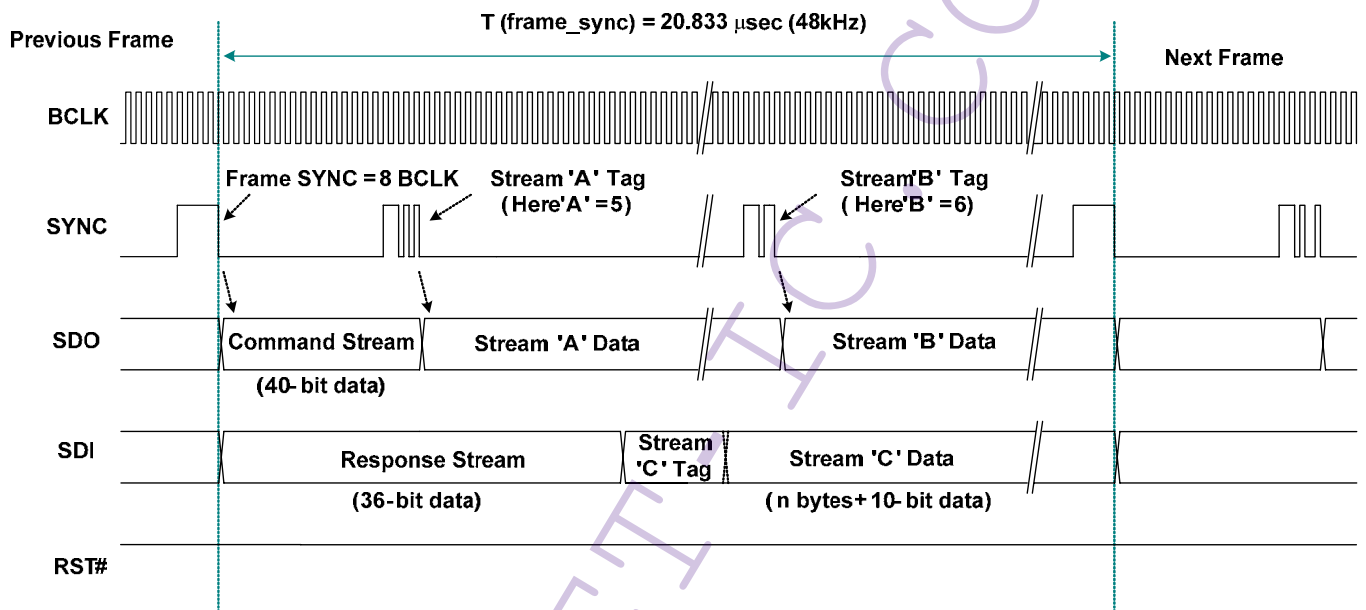 T (frame_sync) = 20.833 μsec (48kHz)
Previous Frame
Next Frame
BCLK
Frame SYNC = 8 BCLK
Stream 'A' Tag
(Here 'A' = 5)
Stream 'B' Tag
( Here 'B' = 6)
SYNC
SDO
Command Stream
Stream 'A' Data
Stream 'B' Data
(40- bit data)
SDI
Response Stream
Stream
'C' Tag
Stream 'C' Data
(36-bit data)
( n bytes + 10- bit data)
RST#